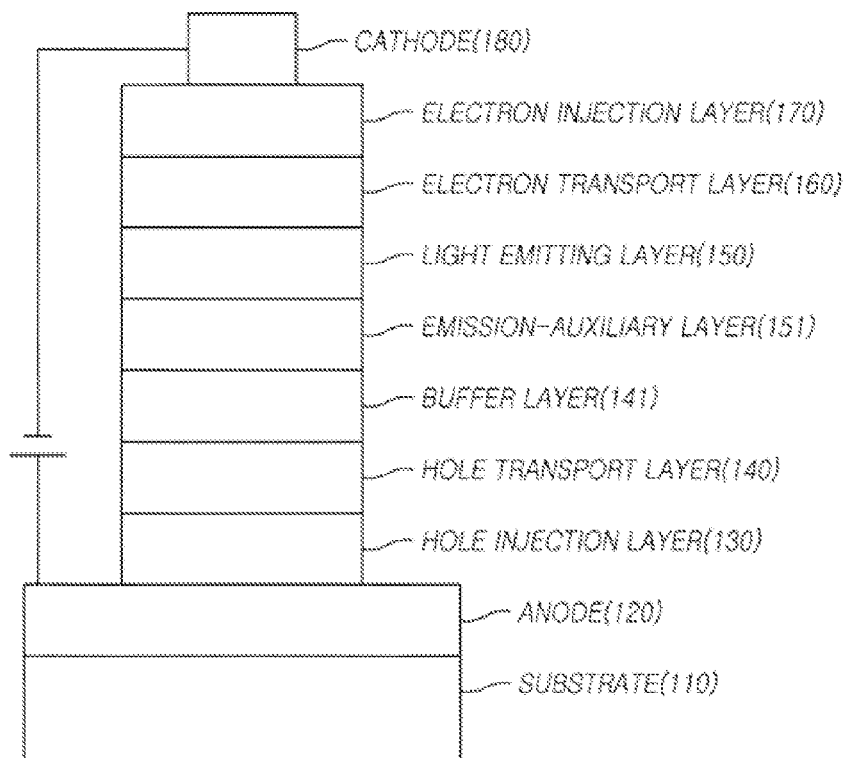 CATHODE(180)
ELECTRON INJECTION LAYER(170)
ELECTRON TRANSPORT LAYER(160)
LIGHT EMITTING LAYER(150)
EMISSION-AUXILIARY LAYER(151)
BUFFER LAYER(141)
HOLE TRANSPORT LAYER(140)
HOLE INJECTION LAYER(130)
ANODE(120)
SUBSTRATE(110)